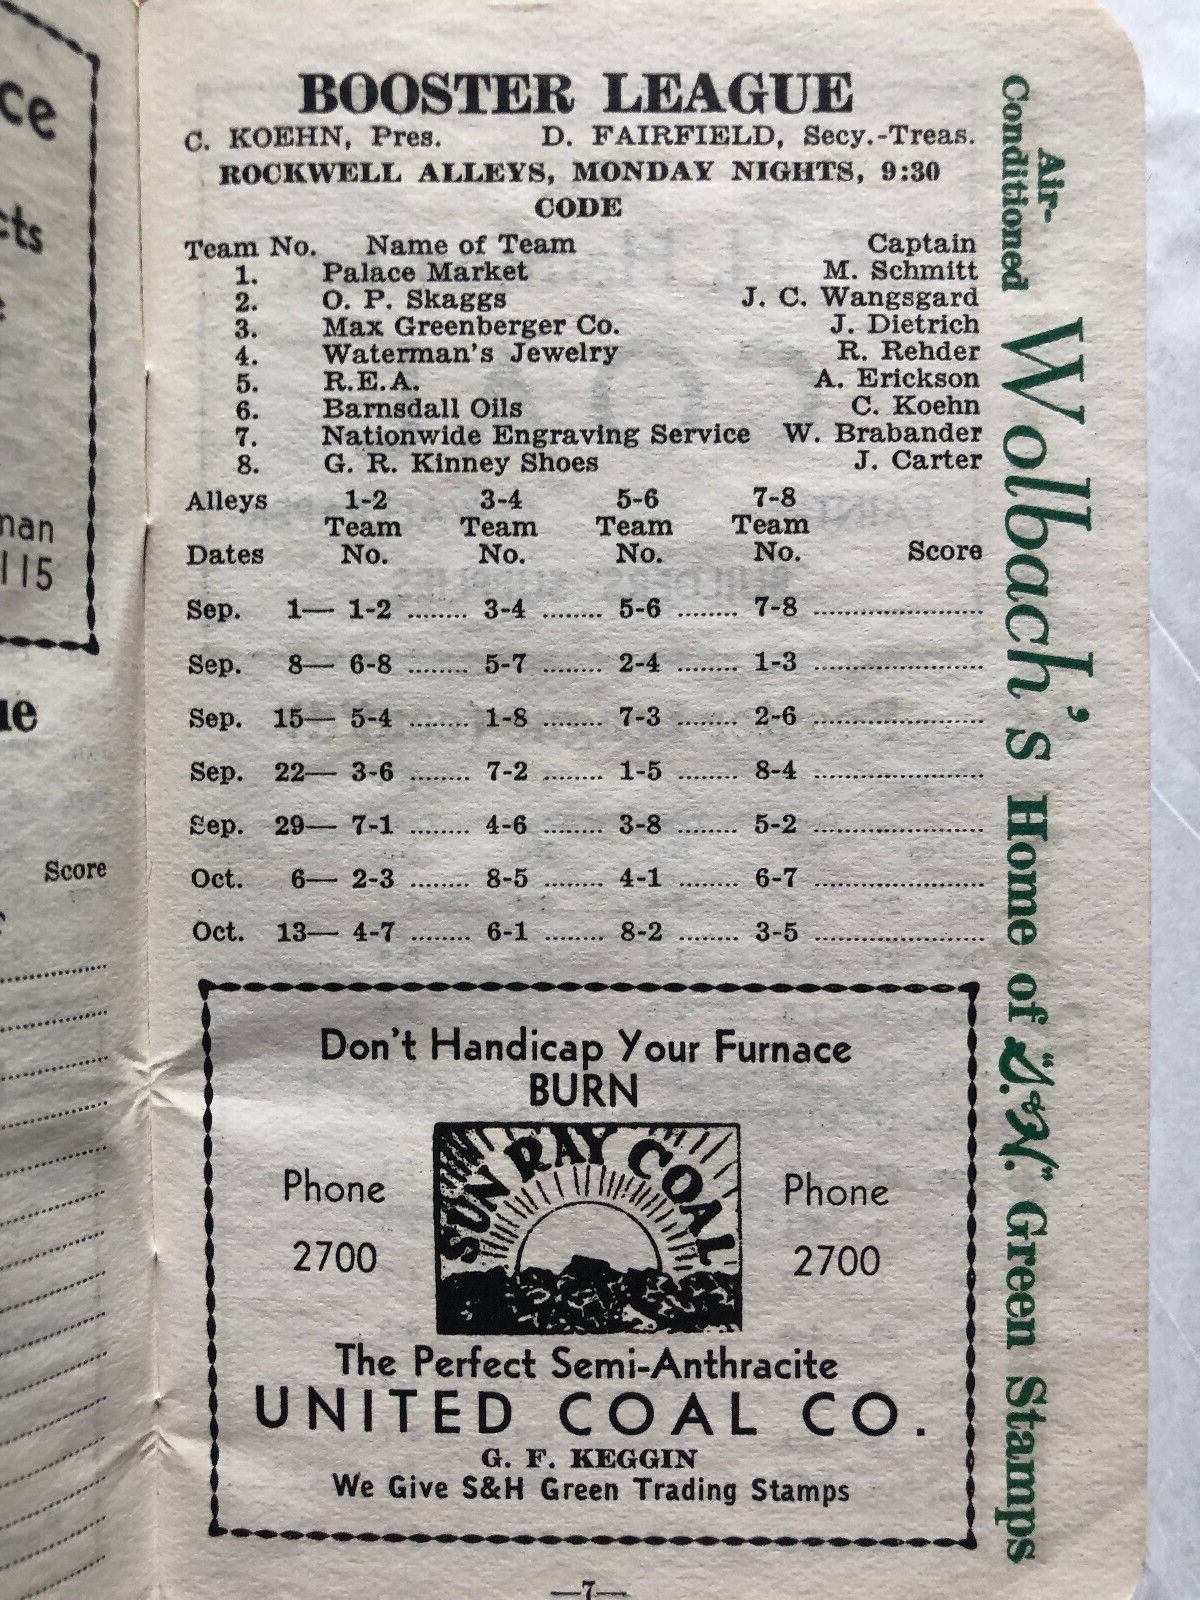 ce
cts
man
115
ue
Score
BOOSTER LEAGUE
C. KOEHN, Pres. D. FAIRFIELD, Secy.-Treas.
ROCKWELL ALLEYS, MONDAY NIGHTS, 9:30
CODE
Team No. Name of Team Captain
1. Palace Market M. Schmitt
2. O. P. Skaggs J. C. Wangsgard
3. Max Greenberger Co. J. Dietrich
4. Waterman's Jewelry R. Rehder
5. R.E.A. A. Erickson
6. Barnsdall Oils C. Koehn
7. Nationwide Engraving Service W. Brabander
8. G. R. Kinney Shoes J. Carter
Alleys 1-2 3-4 5-6 7-8
Team Team Team Team
Dates No. No. No. No. Score
Sep. 1— 1-2 ........ 3-4 ........ 5-6 ........ 7-8 ........................
Sep. 8— 6-8 ........ 5-7 ........ 2-4 ........ 1-3 ........................
Sep. 15— 5-4 ........ 1-8 ........ 7-3 ........ 2-6 ........................
Sep. 22— 3-6 ........ 7-2 ........ 1-5 ........ 8-4 ........................
Sep. 29— 7-1 ........ 4-6 ........ 3-8 ........ 5-2 ........................
Oct. 6— 2-3 ........ 8-5 ........ 4-1 ........ 6-7 ........................
Oct. 13— 4-7 ........ 6-1 ........ 8-2 ........ 3-5 ........................
Don't Handicap Your Furnace
BURN
SUN RAY COAL
Phone Phone
2700 2700
The Perfect Semi-Anthracite
UNITED COAL CO.
G. F. KEGGIN
We Give S&H Green Trading Stamps
—7—
Air-
Conditioned Wolbach's Home of "S.&H." Green Stamps